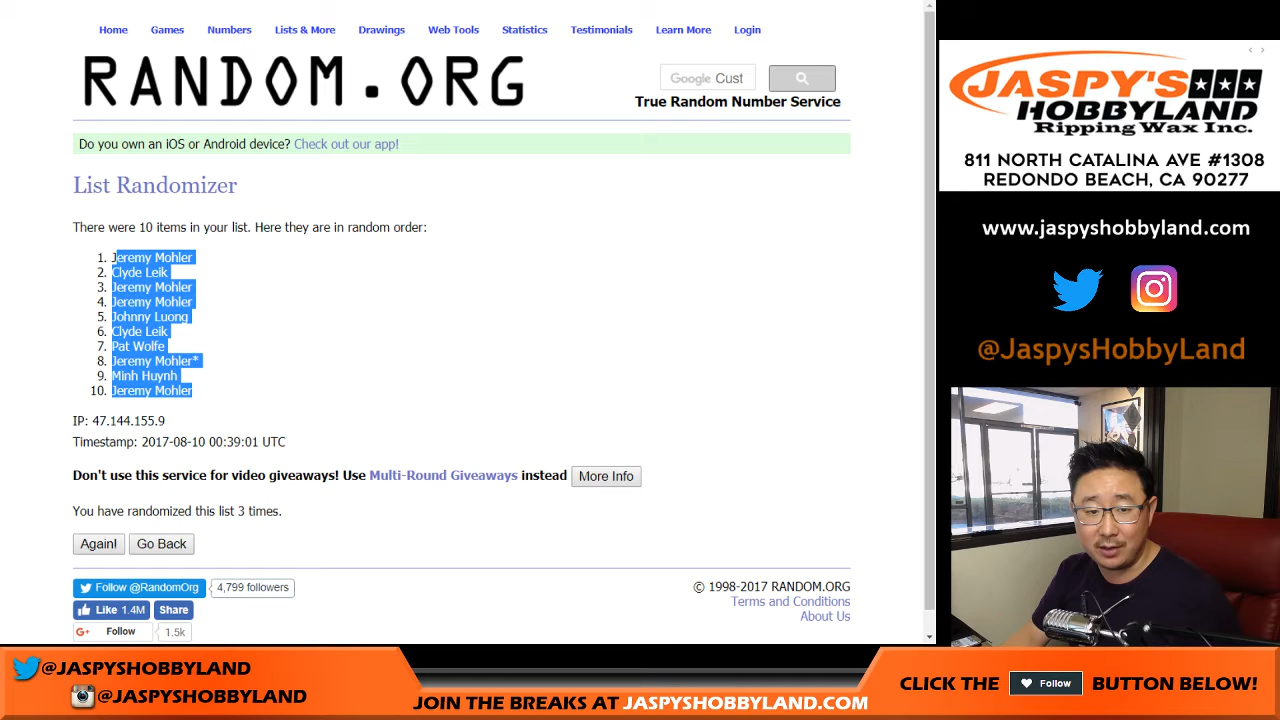 Home Games Numbers Lists & More Drawings Web Tools Statistics Testimonials Learn More Login
RANDOM.ORG
Google Cust
True Random Number Service
Do you own an iOS or Android device? Check out our app!
List Randomizer
There were 10 items in your list. Here they are in random order:
1. Jeremy Mohler
2. Clyde Leik
3. Jeremy Mohler
4. Jeremy Mohler
5. Johnny Luong
6. Clyde Leik
7. Pat Wolfe
8. Jeremy Mohler*
9. Minh Huynh
10. Jeremy Mohler
IP: 47.144.155.9
Timestamp: 2017-08-10 00:39:01 UTC
Don't use this service for video giveaways! Use Multi-Round Giveaways instead More Info
You have randomized this list 3 times.
Again! Go Back
Follow @RandomOrg 4,799 followers
Like 1.4M Share
G+ Follow 1.5k
© 1998-2017 RANDOM.ORG
Terms and Conditions
About Us
JASPY'S
HOBBYLAND
Ripping Wax Inc.
811 NORTH CATALINA AVE #1308
REDONDO BEACH, CA 90277
www.jaspyshobbyland.com
@JaspysHobbyLand
@JASPYSHOBBYLAND
@JASPYSHOBBYLAND
JOIN THE BREAKS AT JASPYSHOBBYLAND.COM
CLICK THE Follow BUTTON BELOW!